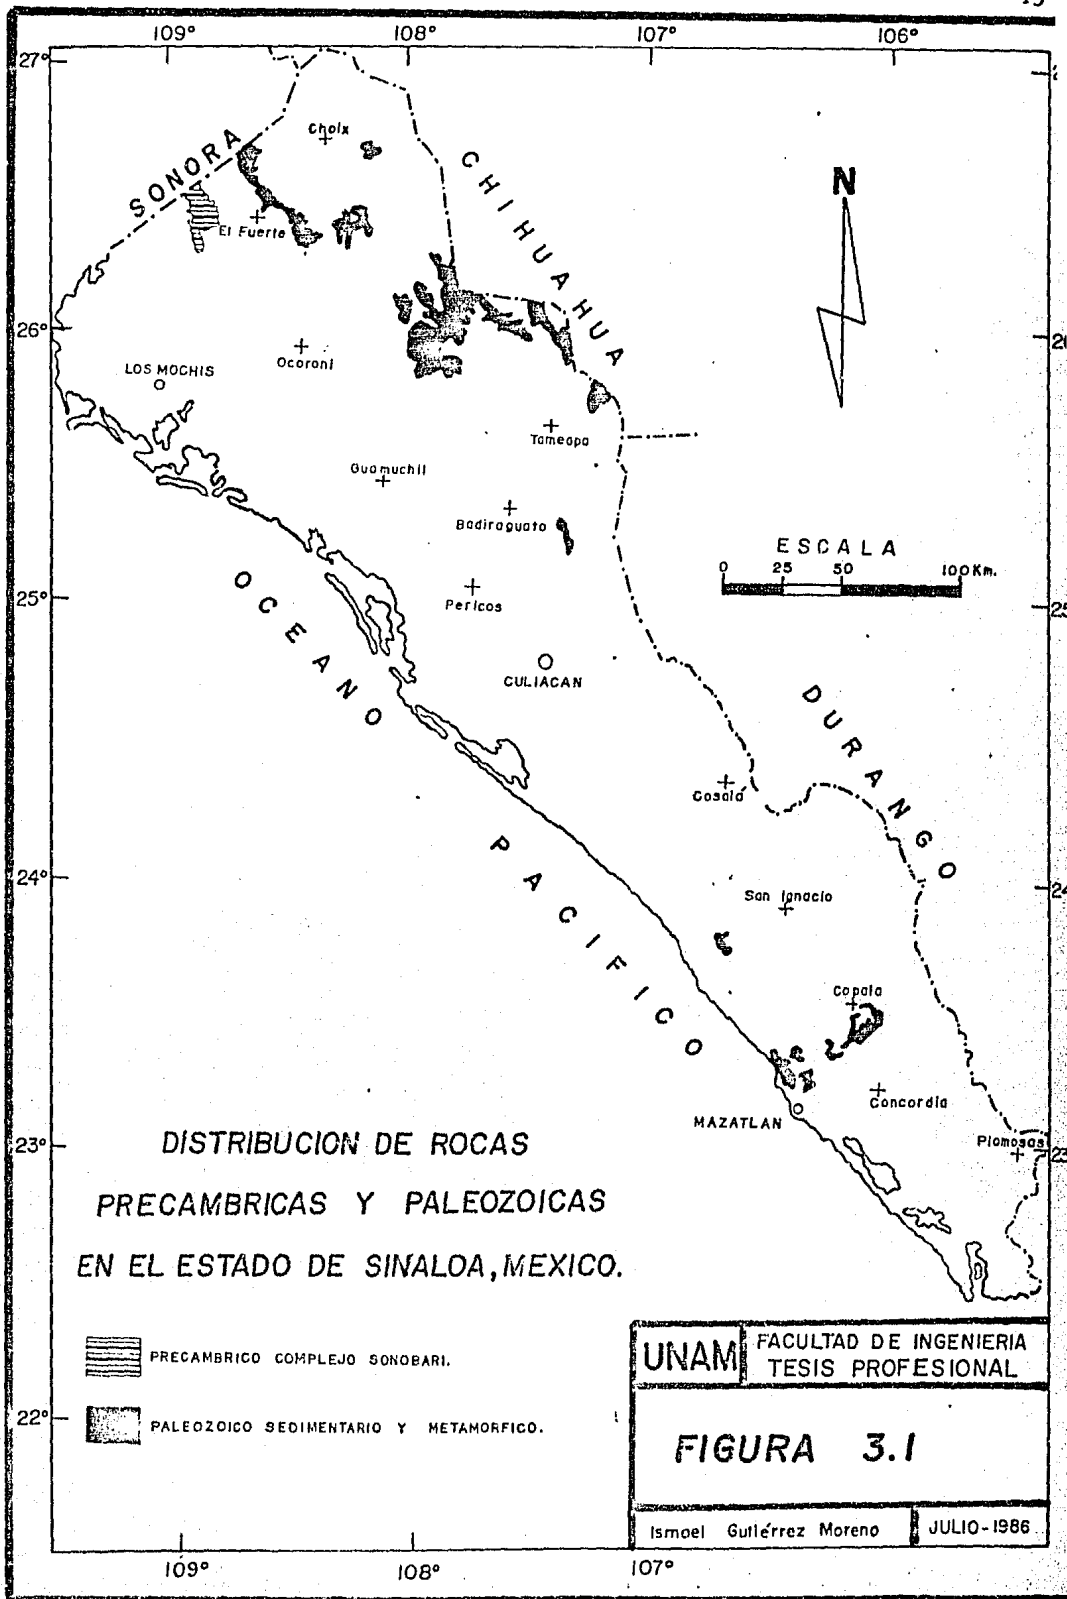 109°
108°
107°
106°
27°
SONORA
Choix
CHIHUAHUA
N
El Fuerte
26°
Ocoroni
LOS MOCHIS
Tameapa
Guamuchil
Badiraguato
ESCALA
0 25 50 100 Km.
25°
Pericos
OCEANO
CULIACAN
DURANGO
Cosalá
PACIFICO
24°
San Ignacio
Copala
MAZATLAN
Concordia
23°
Plomosas
DISTRIBUCION DE ROCAS
PRECAMBRICAS Y PALEOZOICAS
EN EL ESTADO DE SINALOA, MEXICO.
PRECAMBRICO COMPLEJO SONOBARI.
PALEOZOICO SEDIMENTARIO Y METAMORFICO.
22°
UNAM
FACULTAD DE INGENIERIA
TESIS PROFESIONAL
FIGURA 3.1
Ismael Gutiérrez Moreno
JULIO-1986
109°
108°
107°